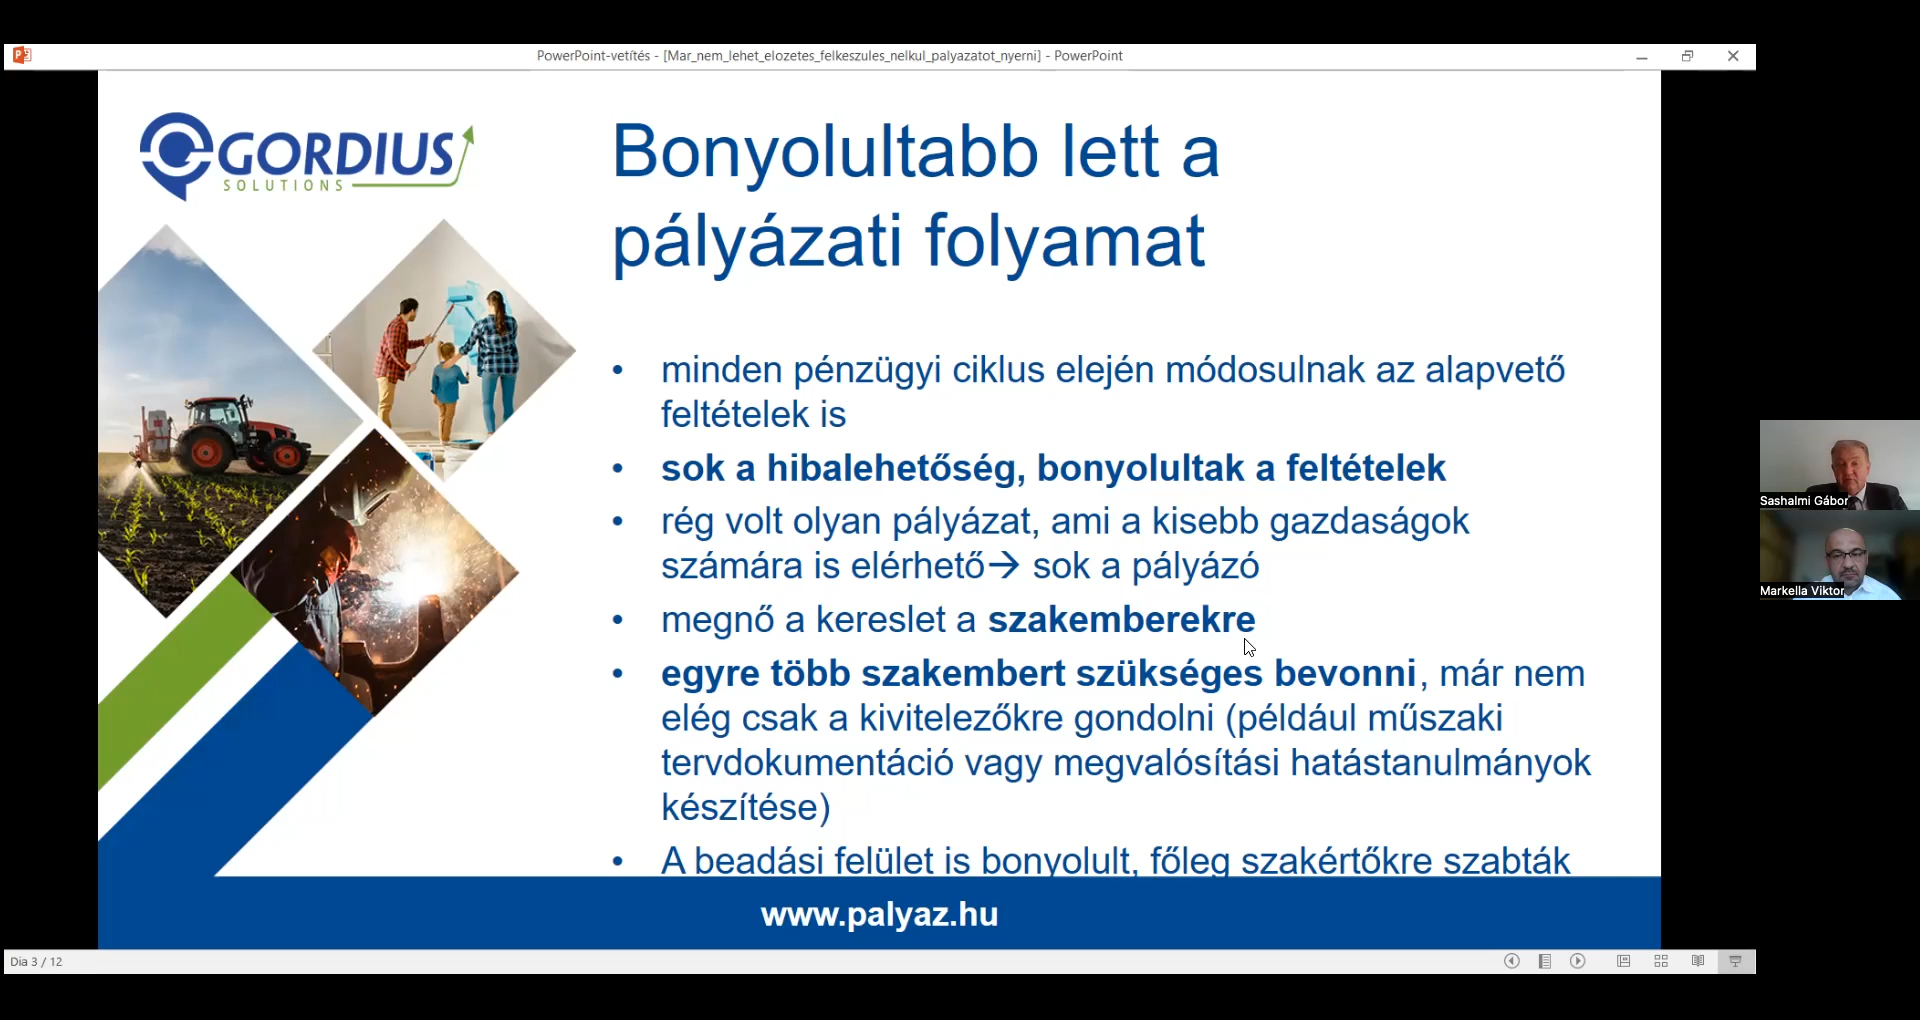 PowerPoint-vetítés - [Mar_nem_lehet_elozetes_felkeszules_nelkul_palyazatot_nyerni] - PowerPoint
GORDIUS
SOLUTIONS
Bonyolultabb lett a
pályázati folyamat
• minden pénzügyi ciklus elején módosulnak az alapvető
feltételek is
• sok a hibalehetőség, bonyolultak a feltételek
• rég volt olyan pályázat, ami a kisebb gazdaságok
számára is elérhető→ sok a pályázó
• megnő a kereslet a szakemberekre
• egyre több szakembert szükséges bevonni, már nem
elég csak a kivitelezőkre gondolni (például műszaki
tervdokumentáció vagy megvalósítási hatástanulmányok
készítése)
• A beadási felület is bonyolult, főleg szakértőkre szabták
www.palyaz.hu
Sashalmi Gábor
Markella Viktor
Dia 3 / 12